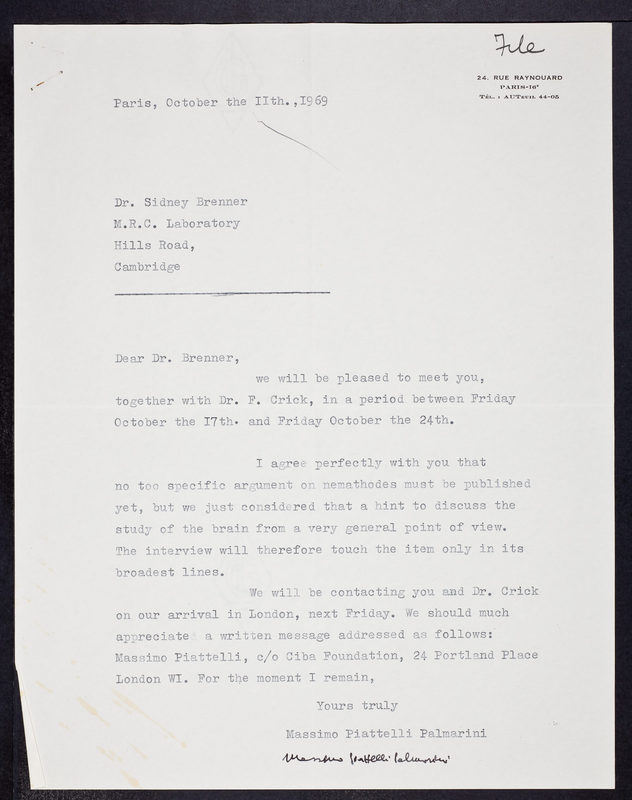 File
24, RUE RAYNOUARD
PARIS-16ᵉ
TÉL. : AUTEUIL 44-05
Paris, October the IIth.,I969
Dr. Sidney Brenner
M.R.C. Laboratory
Hills Road,
Cambridge
Dear Dr. Brenner,
we will be pleased to meet you,
together with Dr. F. Crick, in a period between Friday
October the I7th. and Friday October the 24th.
I agree perfectly with you that
no too specific argument on nemathodes must be published
yet, but we just considered that a hint to discuss the
study of the brain from a very general point of view.
The interview will therefore touch the item only in its
broadest lines.
We will be contacting you and Dr. Crick
on our arrival in London, next Friday. We should much
appreciate a written message addressed as follows:
Massimo Piattelli, c/o Ciba Foundation, 24 Portland Place
London WI. For the moment I remain,
Yours truly
Massimo Piattelli Palmarini
Massimo Piattelli Palmarini